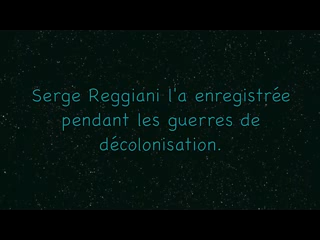 Serge Reggiani l'a enregistrée
pendant les guerres de
décolonisation.